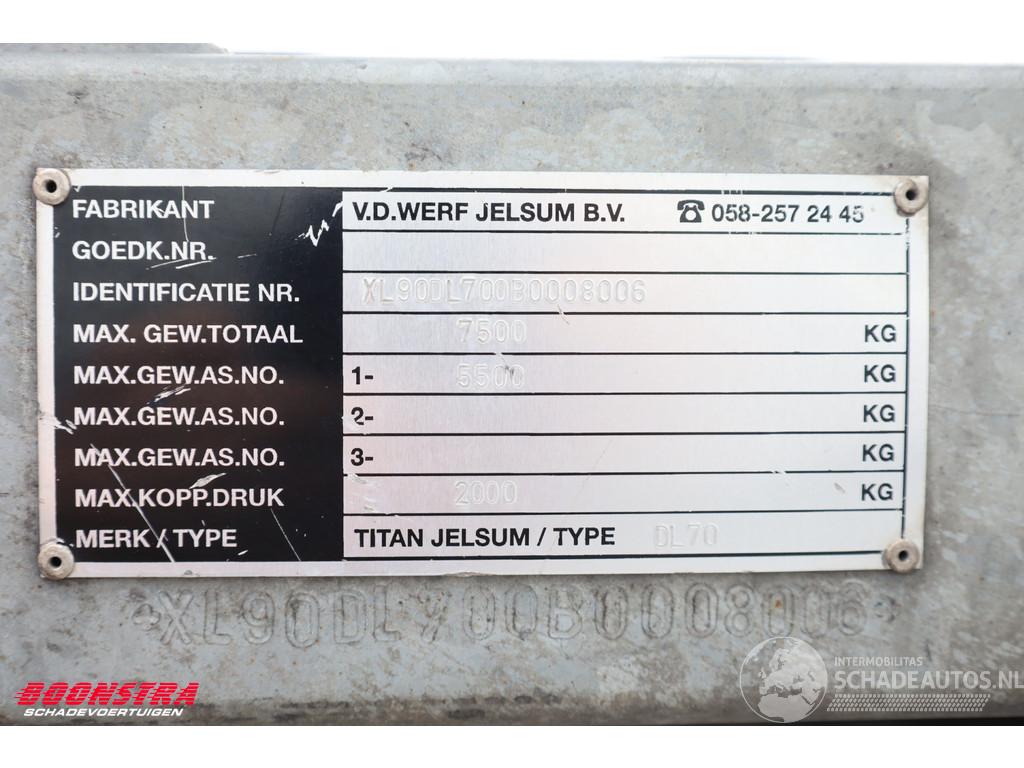 FABRIKANT V.D.WERF JELSUM B.V. ☎ 058-257 24 45
GOEDK.NR.
IDENTIFICATIE NR. XL90DL700B0008006
MAX. GEW.TOTAAL 7500 KG
MAX.GEW.AS.NO. 1- 5500 KG
MAX.GEW.AS.NO. 2- KG
MAX.GEW.AS.NO. 3- KG
MAX.KOPP.DRUK 2000 KG
MERK / TYPE TITAN JELSUM / TYPE DL70
XL90DL700B0008006
BOONSTRA
SCHADEVOERTUIGEN
INTERMOBILITAS
SCHADEAUTOS.NL